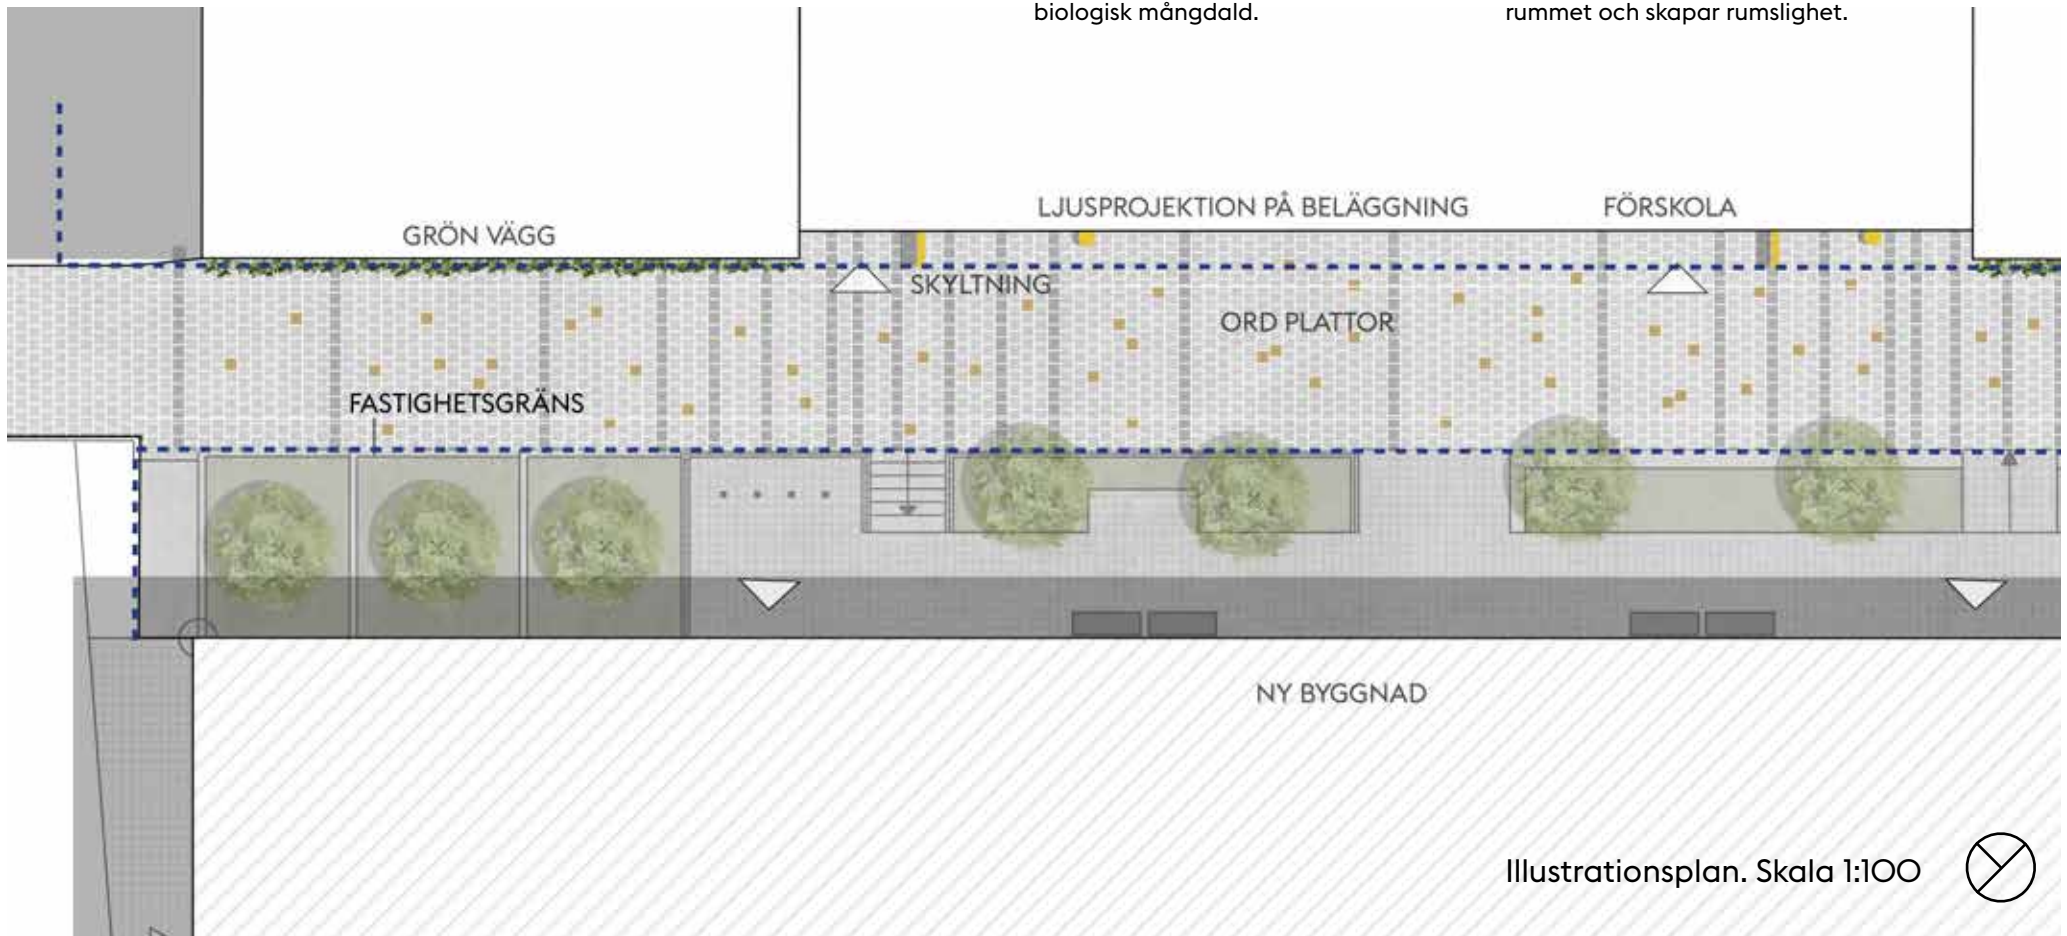 biologisk mångdald.
rummet och skapar rumslighet.
LJUSPROJEKTION PÅ BELÄGGNING
FÖRSKOLA
GRÖN VÄGG
SKYLTNING
ORD PLATTOR
FASTIGHETSGRÄNS
NY BYGGNAD
Illustrationsplan. Skala 1:100